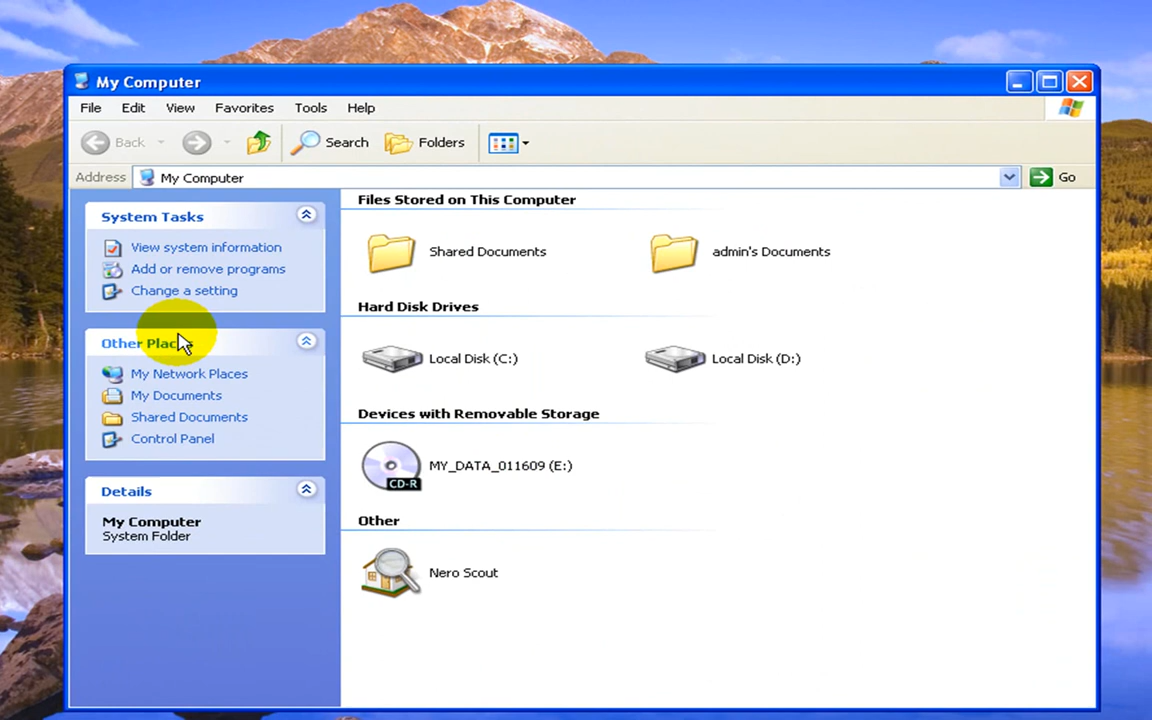 My Computer
File Edit View Favorites Tools Help
Back Search Folders
Address My Computer Go
System Tasks
View system information
Add or remove programs
Change a setting
Other Places
My Network Places
My Documents
Shared Documents
Control Panel
Details
My Computer
System Folder
Files Stored on This Computer
Shared Documents admin's Documents
Hard Disk Drives
Local Disk (C:) Local Disk (D:)
Devices with Removable Storage
CD-R
MY_DATA_011609 (E:)
Other
Nero Scout